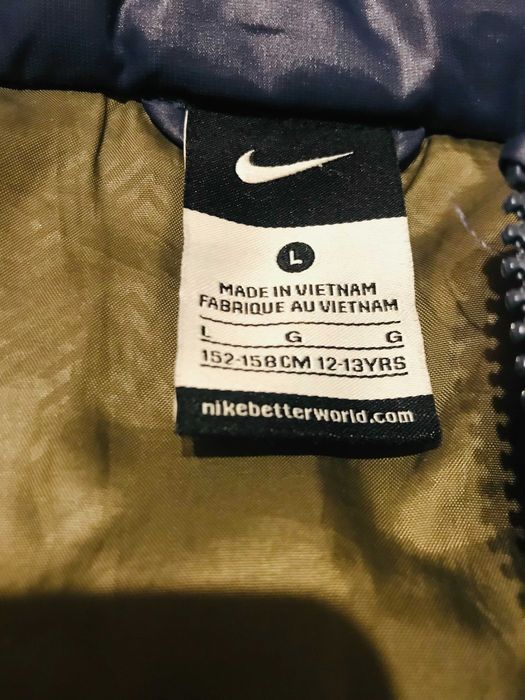 L
MADE IN VIETNAM
FABRIQUE AU VIETNAM
L G G
152-158CM 12-13YRS
nikebetterworld.com